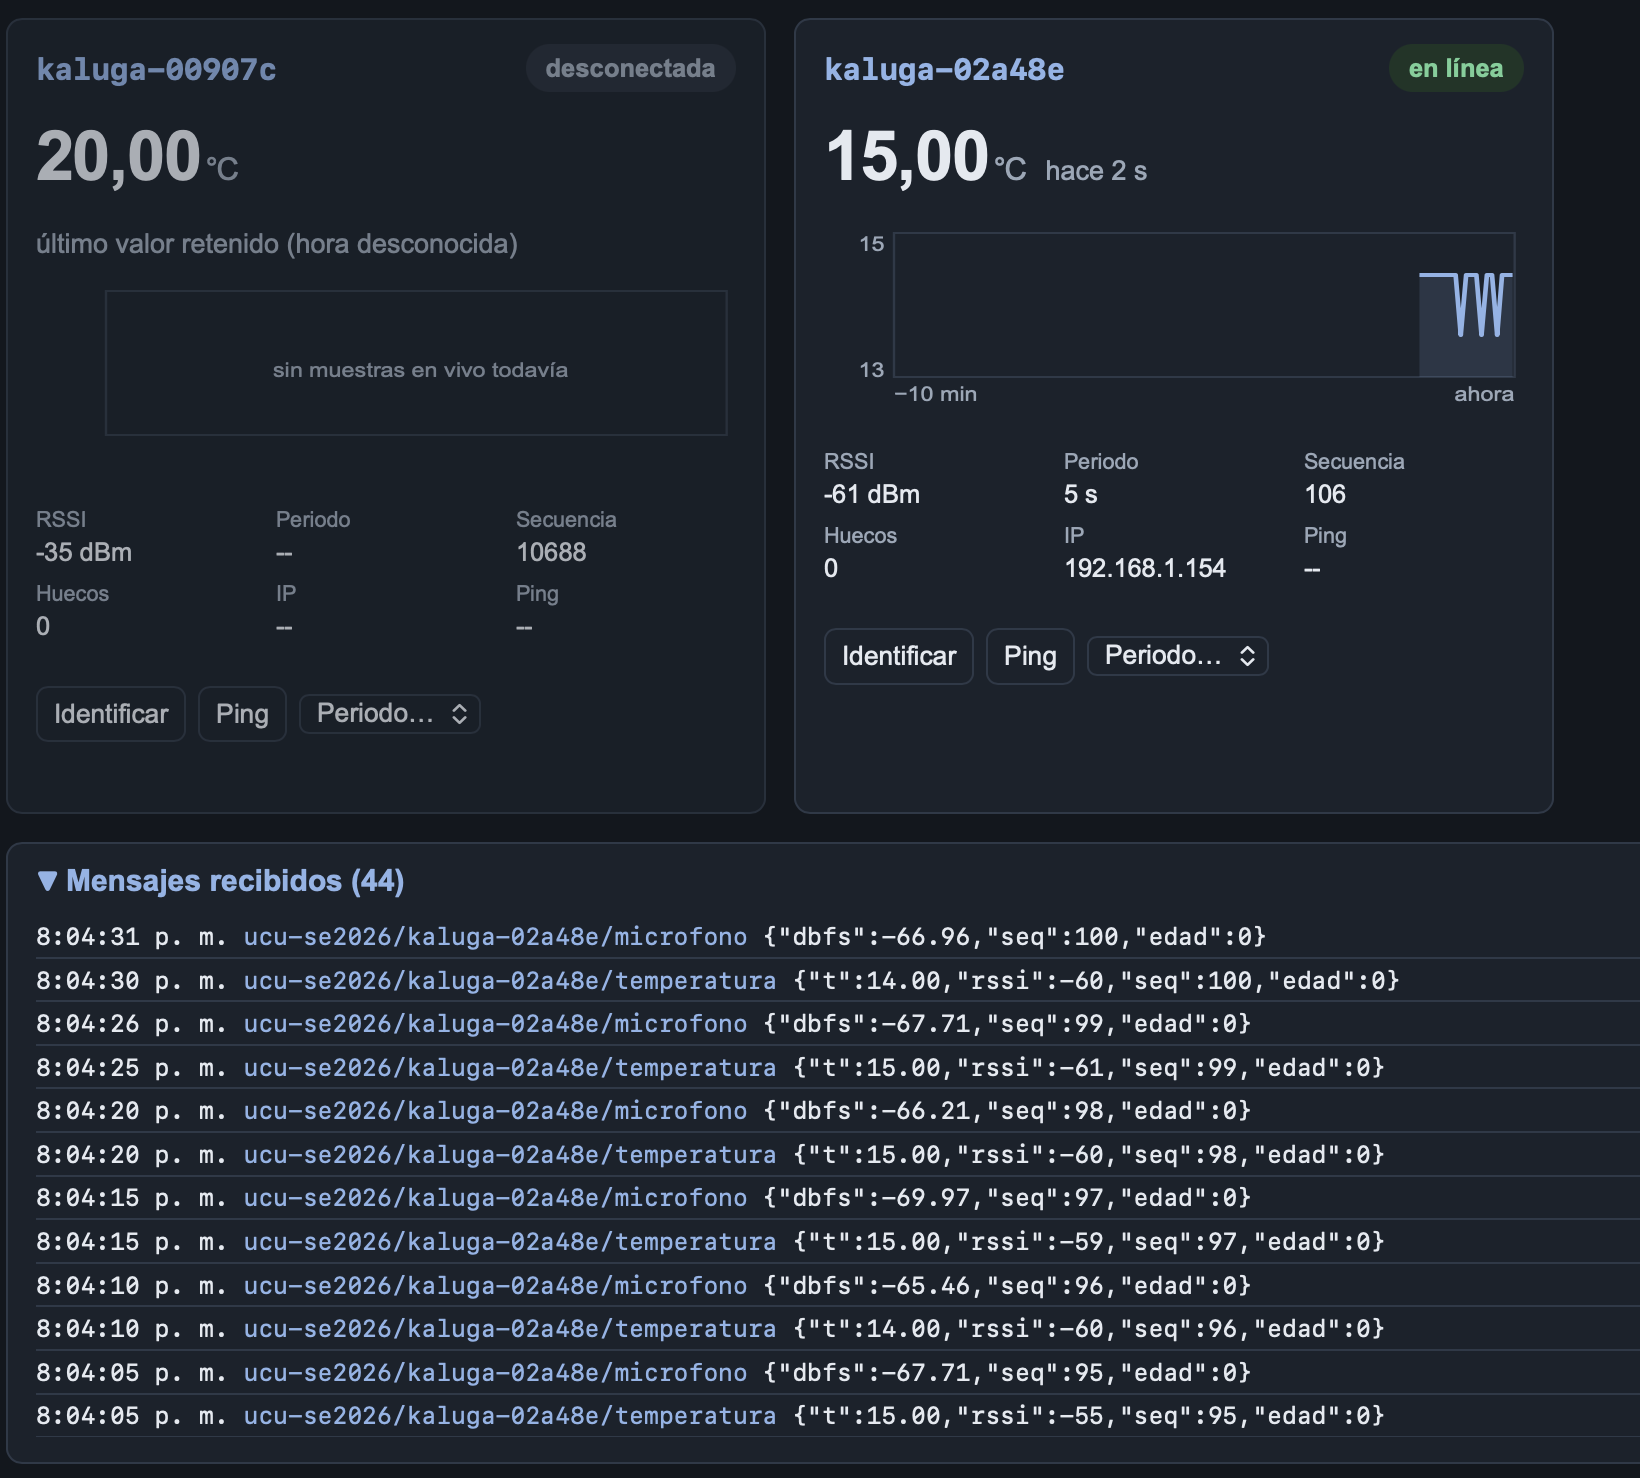 kaluga-00907c desconectada
20,00 °C
último valor retenido (hora desconocida)
sin muestras en vivo todavía
RSSI Periodo Secuencia
-35 dBm -- 10688
Huecos IP Ping
0 -- --
Identificar Ping Periodo...
kaluga-02a48e en línea
15,00 °C hace 2 s
15
13
−10 min ahora
RSSI Periodo Secuencia
-61 dBm 5 s 106
Huecos IP Ping
0 192.168.1.154 --
Identificar Ping Periodo...
▼ Mensajes recibidos (44)
8:04:31 p. m. ucu-se2026/kaluga-02a48e/microfono {"dbfs":-66.96,"seq":100,"edad":0}
8:04:30 p. m. ucu-se2026/kaluga-02a48e/temperatura {"t":14.00,"rssi":-60,"seq":100,"edad":0}
8:04:26 p. m. ucu-se2026/kaluga-02a48e/microfono {"dbfs":-67.71,"seq":99,"edad":0}
8:04:25 p. m. ucu-se2026/kaluga-02a48e/temperatura {"t":15.00,"rssi":-61,"seq":99,"edad":0}
8:04:20 p. m. ucu-se2026/kaluga-02a48e/microfono {"dbfs":-66.21,"seq":98,"edad":0}
8:04:20 p. m. ucu-se2026/kaluga-02a48e/temperatura {"t":15.00,"rssi":-60,"seq":98,"edad":0}
8:04:15 p. m. ucu-se2026/kaluga-02a48e/microfono {"dbfs":-69.97,"seq":97,"edad":0}
8:04:15 p. m. ucu-se2026/kaluga-02a48e/temperatura {"t":15.00,"rssi":-59,"seq":97,"edad":0}
8:04:10 p. m. ucu-se2026/kaluga-02a48e/microfono {"dbfs":-65.46,"seq":96,"edad":0}
8:04:10 p. m. ucu-se2026/kaluga-02a48e/temperatura {"t":14.00,"rssi":-60,"seq":96,"edad":0}
8:04:05 p. m. ucu-se2026/kaluga-02a48e/microfono {"dbfs":-67.71,"seq":95,"edad":0}
8:04:05 p. m. ucu-se2026/kaluga-02a48e/temperatura {"t":15.00,"rssi":-55,"seq":95,"edad":0}